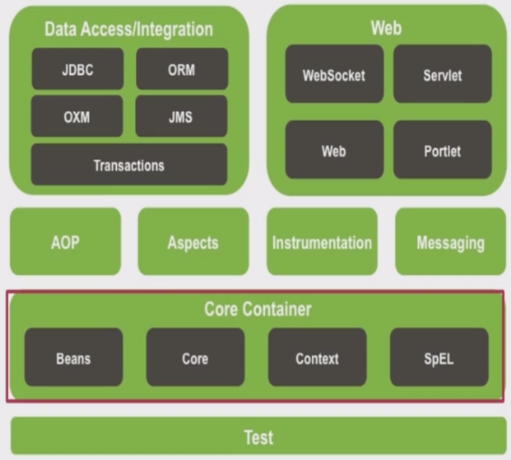 Data Access/Integration
JDBC
ORM
OXM
JMS
Transactions
Web
WebSocket
Servlet
Web
Portlet
AOP
Aspects
Instrumentation
Messaging
Core Container
Beans
Core
Context
SpEL
Test